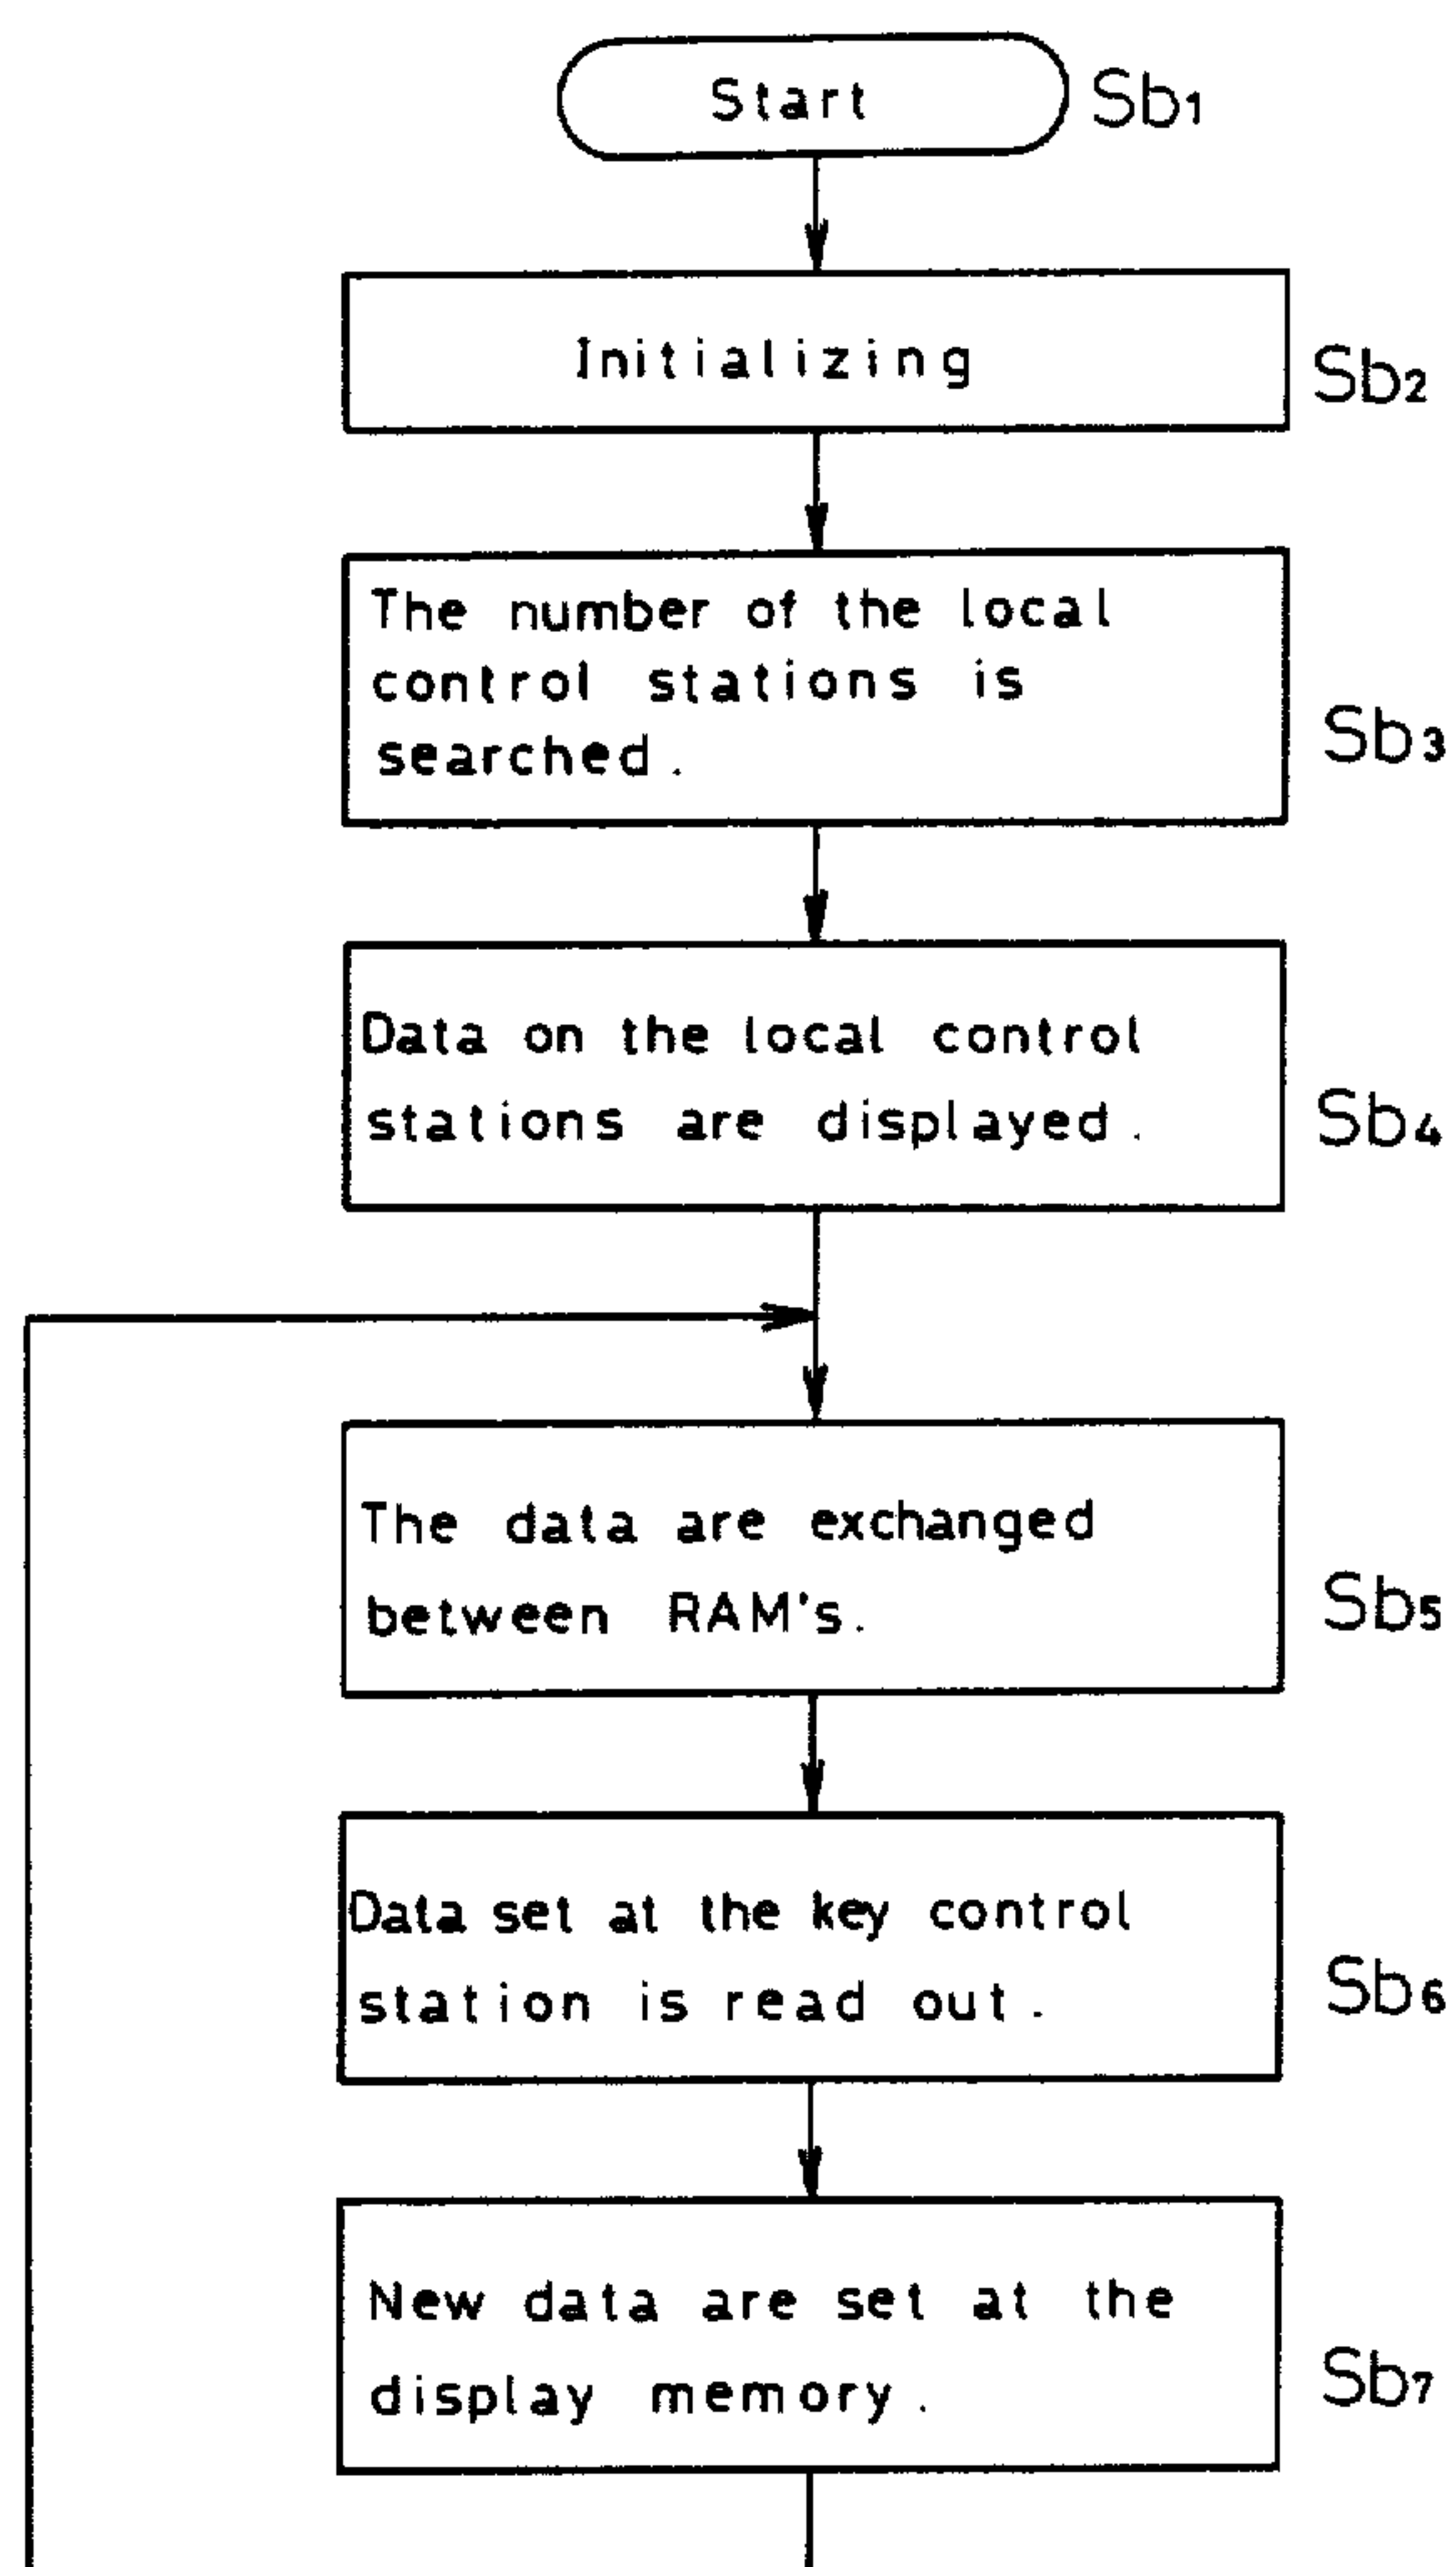 Start
Sb1
Initializing
Sb2
The number of the local
control stations is
searched.
Sb3
Data on the local control
stations are displayed.
Sb4
The data are exchanged
between RAM's.
Sb5
Data set at the key control
station is read out.
Sb6
New data are set at the
display memory.
Sb7